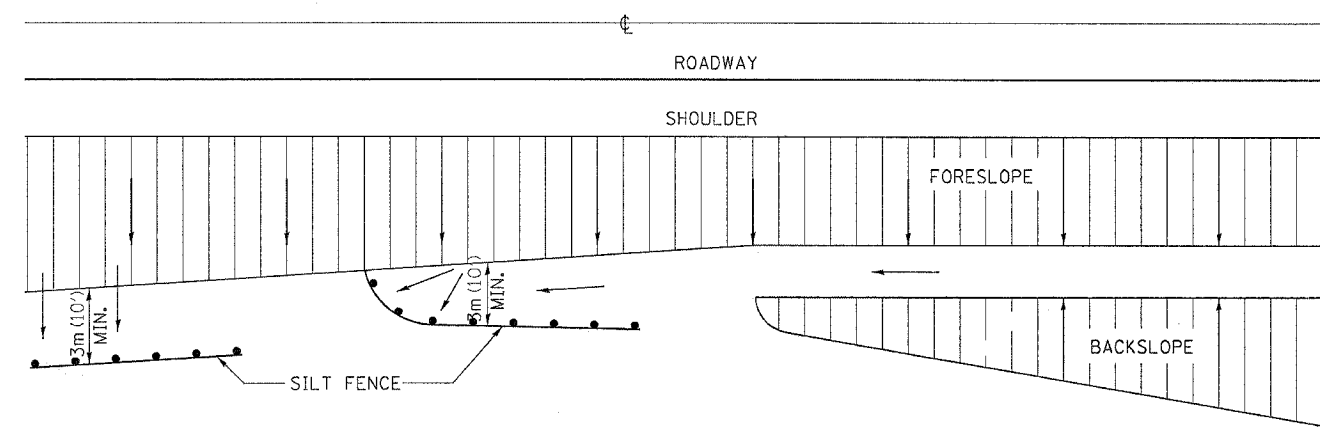 ℄
ROADWAY
SHOULDER
FORESLOPE
3m (10')
MIN.
3m (10')
MIN.
BACKSLOPE
SILT FENCE